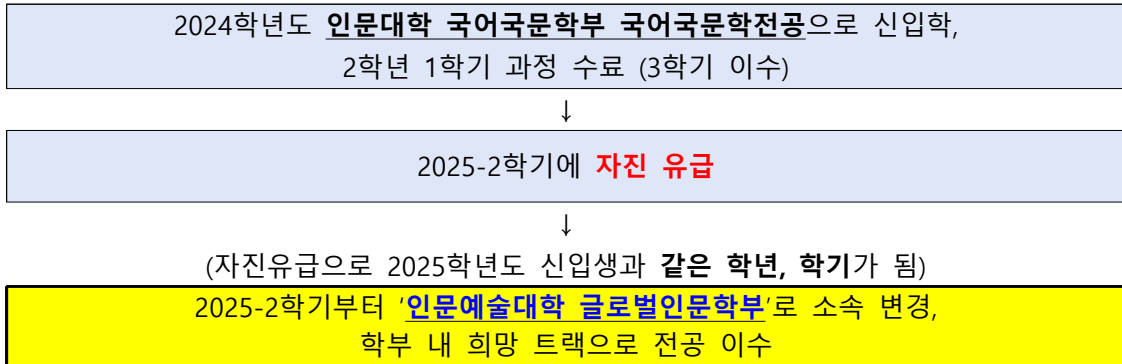 2024학년도 인문대학 국어국문학부 국어국문학전공으로 신입학,
2학년 1학기 과정 수료 (3학기 이수)
↓
2025-2학기에 자진 유급
↓
(자진유급으로 2025학년도 신입생과 같은 학년, 학기가 됨)
2025-2학기부터 '인문예술대학 글로벌인문학부'로 소속 변경,
학부 내 희망 트랙으로 전공 이수